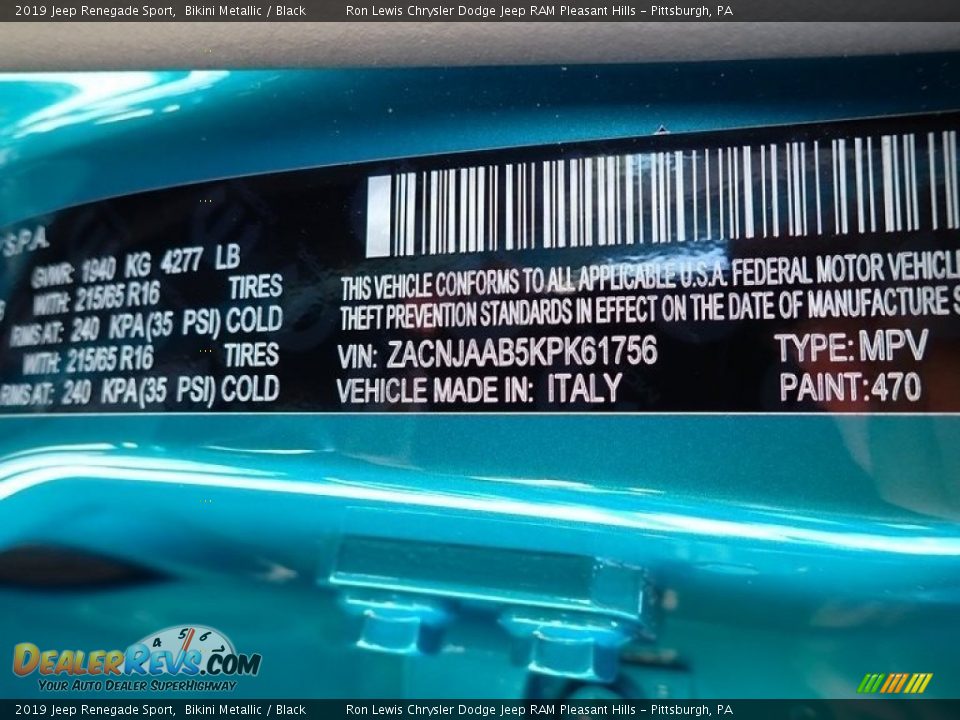 2019 Jeep Renegade Sport, Bikini Metallic / Black Ron Lewis Chrysler Dodge Jeep RAM Pleasant Hills - Pittsburgh, PA
S.P.A.
GVWR: 1940 KG 4277 LB
WITH: 215/65 R16 TIRES
RIMS AT: 240 KPA(35 PSI) COLD
WITH: 215/65 R16 TIRES
RIMS AT: 240 KPA(35 PSI) COLD
THIS VEHICLE CONFORMS TO ALL APPLICABLE U.S.A. FEDERAL MOTOR VEHICL
THEFT PREVENTION STANDARDS IN EFFECT ON THE DATE OF MANUFACTURE S
VIN: ZACNJAAB5KPK61756 TYPE: MPV
VEHICLE MADE IN: ITALY PAINT:470
4 5 6
DEALERREVS.COM
YOUR AUTO DEALER SUPERHIGHWAY
2019 Jeep Renegade Sport, Bikini Metallic / Black Ron Lewis Chrysler Dodge Jeep RAM Pleasant Hills - Pittsburgh, PA